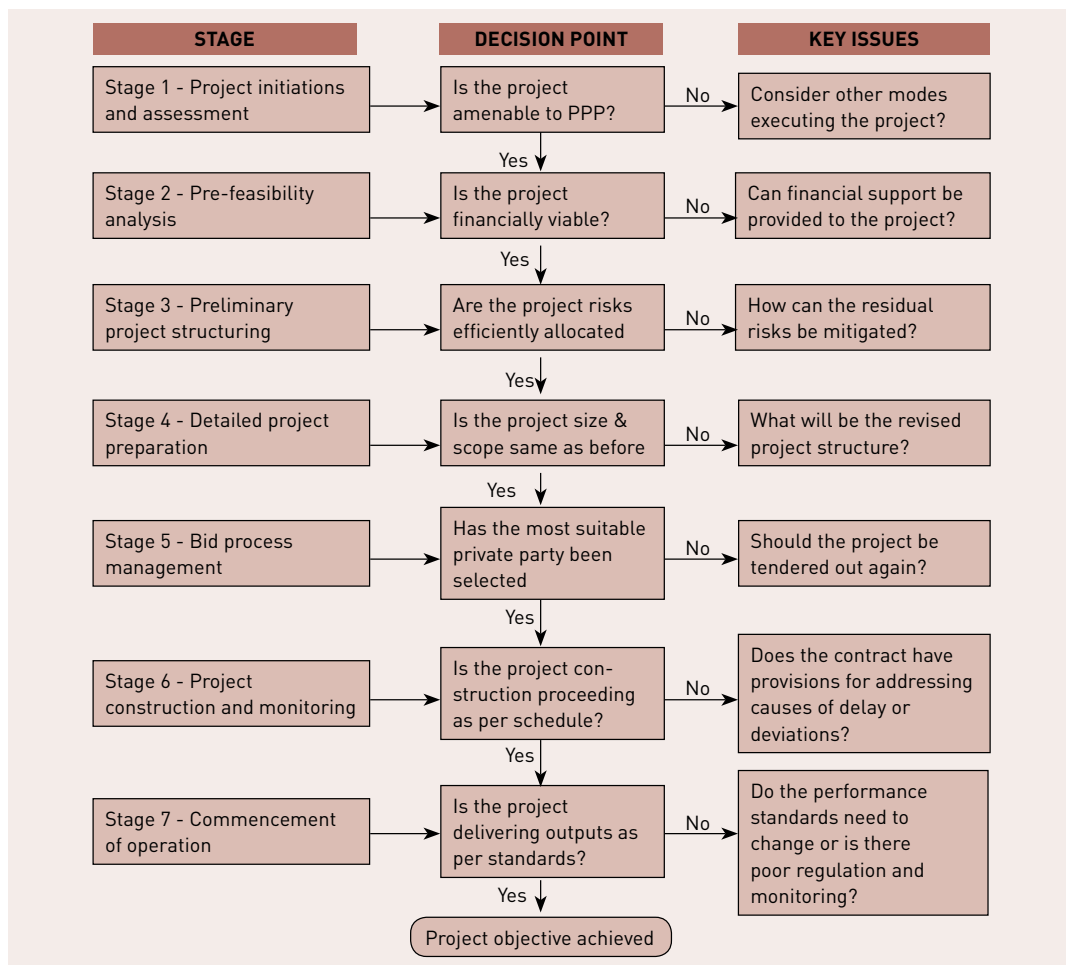 STAGE
DECISION POINT
KEY ISSUES
Stage 1 - Project initiations
and assessment
Is the project
amenable to PPP?
No
Consider other modes
executing the project?
Yes
Stage 2 - Pre-feasibility
analysis
Is the project
financially viable?
No
Can financial support be
provided to the project?
Yes
Stage 3 - Preliminary
project structuring
Are the project risks
efficiently allocated
No
How can the residual
risks be mitigated?
Yes
Stage 4 - Detailed project
preparation
Is the project size &
scope same as before
No
What will be the revised
project structure?
Yes
Stage 5 - Bid process
management
Has the most suitable
private party been
selected
No
Should the project be
tendered out again?
Yes
Stage 6 - Project
construction and monitoring
Is the project con-
struction proceeding
as per schedule?
No
Does the contract have
provisions for addressing
causes of delay or
deviations?
Yes
Stage 7 - Commencement
of operation
Is the project
delivering outputs as
per standards?
No
Do the performance
standards need to
change or is there
poor regulation and
monitoring?
Yes
Project objective achieved